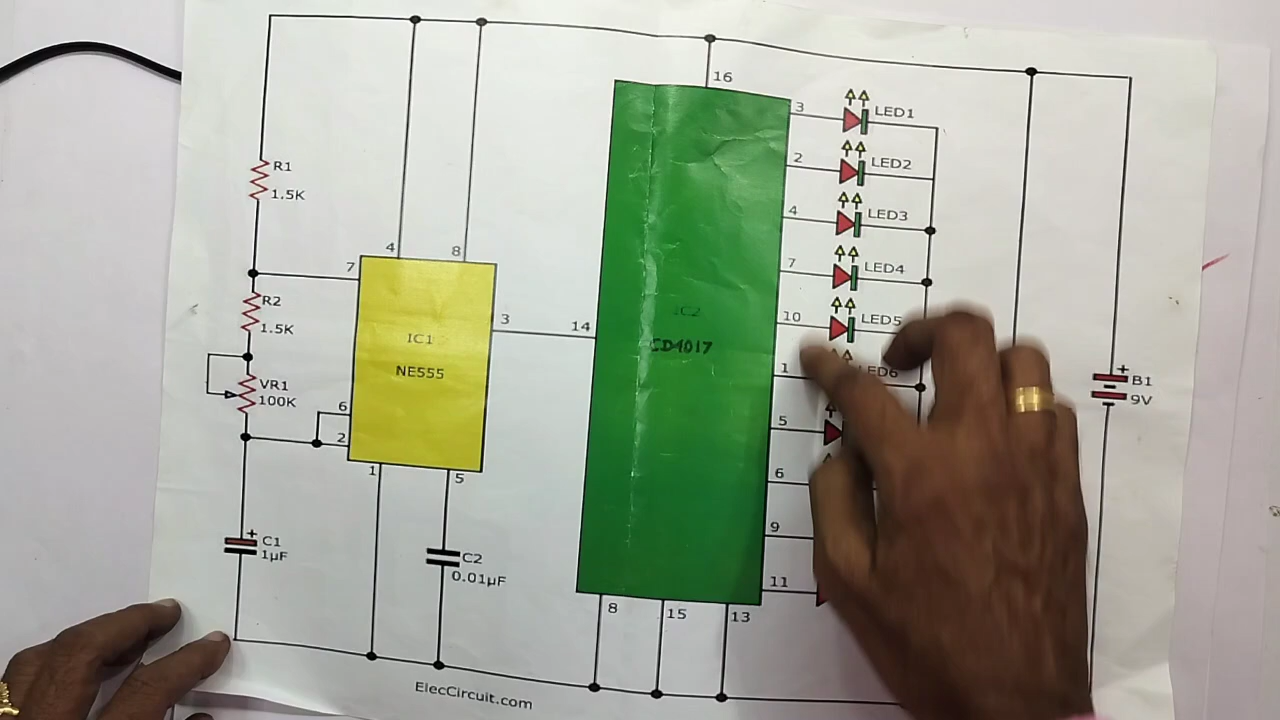 16
3
LED1
2
LED2
4
LED3
7
LED4
10
LED5
1
LED6
5
6
9
11
R1
1.5K
4
8
7
R2
1.5K
IC1
NE555
3
14
IC2
CD4017
VR1
100K
6
2
1
5
+
B1
9V
+
C1
1µF
C2
0.01µF
8
15
13
ElecCircuit.com